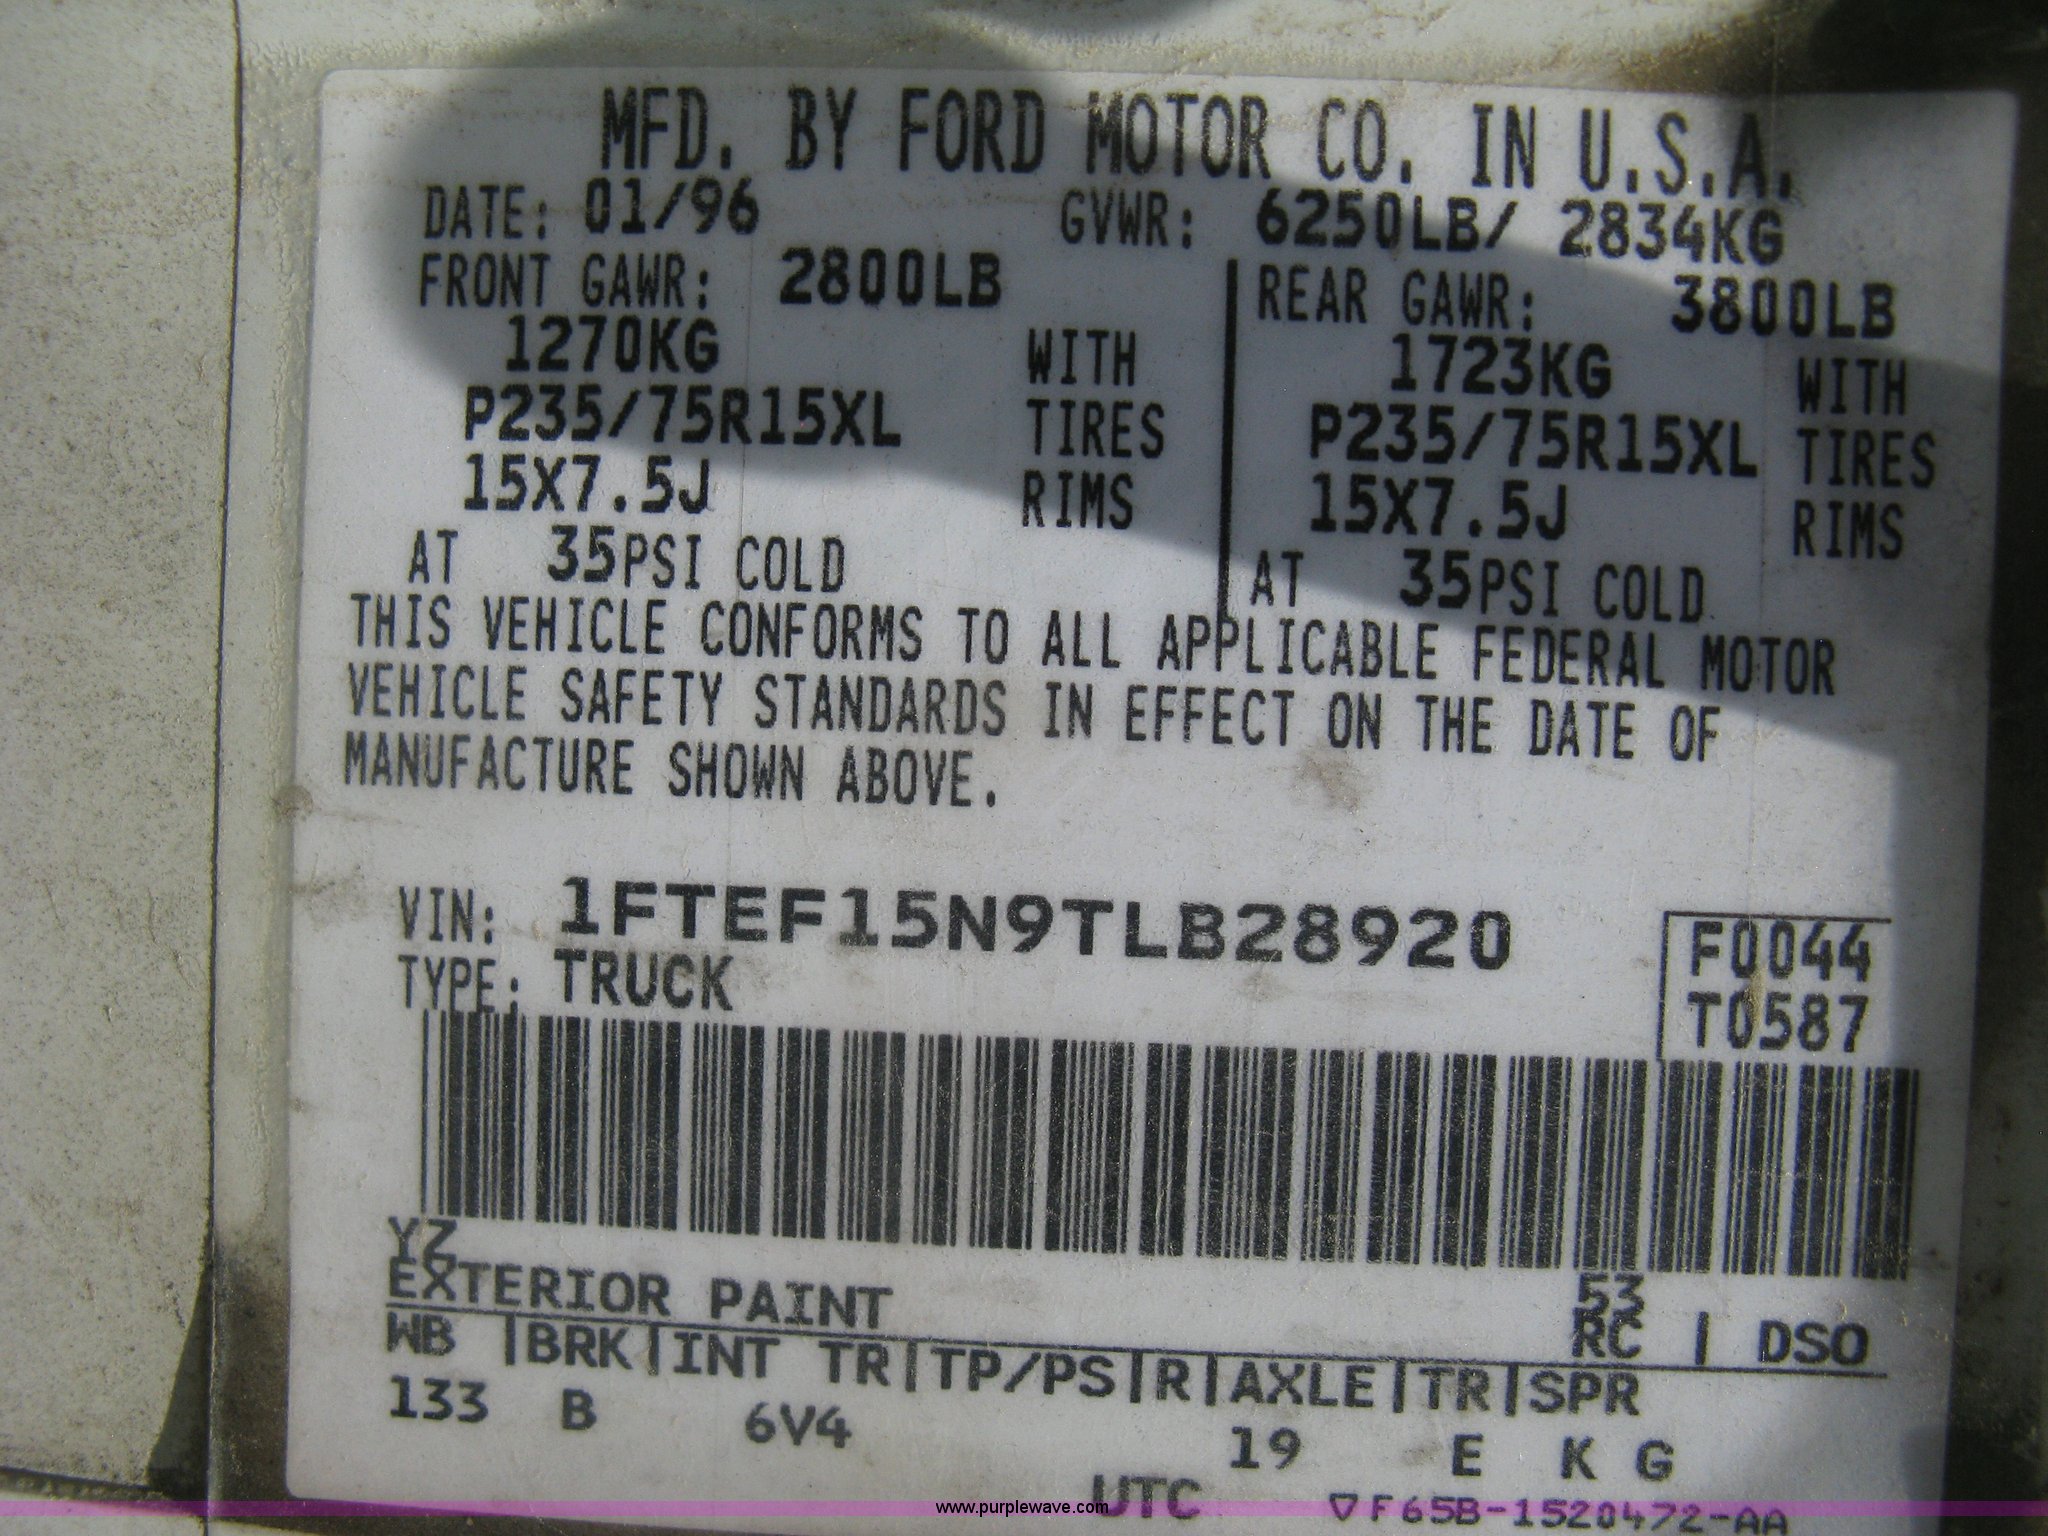 MFD. BY FORD MOTOR CO. IN U.S.A.
DATE: 01/96 GVWR: 6250LB/ 2834KG
FRONT GAWR: 2800LB REAR GAWR: 3800LB
1270KG WITH 1723KG WITH
P235/75R15XL TIRES P235/75R15XL TIRES
15X7.5J RIMS 15X7.5J RIMS
AT 35PSI COLD AT 35PSI COLD
THIS VEHICLE CONFORMS TO ALL APPLICABLE FEDERAL MOTOR
VEHICLE SAFETY STANDARDS IN EFFECT ON THE DATE OF
MANUFACTURE SHOWN ABOVE.
VIN: 1FTEF15N9TLB28920 F0044
TYPE: TRUCK T0587
YZ
EXTERIOR PAINT 53
RC | DSO
WB |BRK|INT TR|TP/PS|R|AXLE|TR|SPR
133 B 6V4 19 E K G
UTC ▽F65B-1520472-AA
www.purplewave.com